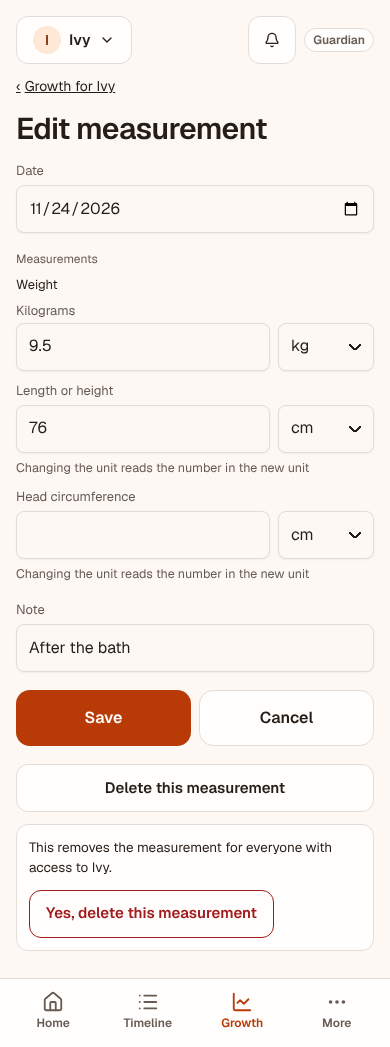 I Ivy Guardian
‹ Growth for Ivy
Edit measurement
Date
11/24/2026
Measurements
Weight
Kilograms
9.5 kg
Length or height
76 cm
Changing the unit reads the number in the new unit
Head circumference
cm
Changing the unit reads the number in the new unit
Note
After the bath
Save Cancel
Delete this measurement
This removes the measurement for everyone with
access to Ivy.
Yes, delete this measurement
Home Timeline Growth More